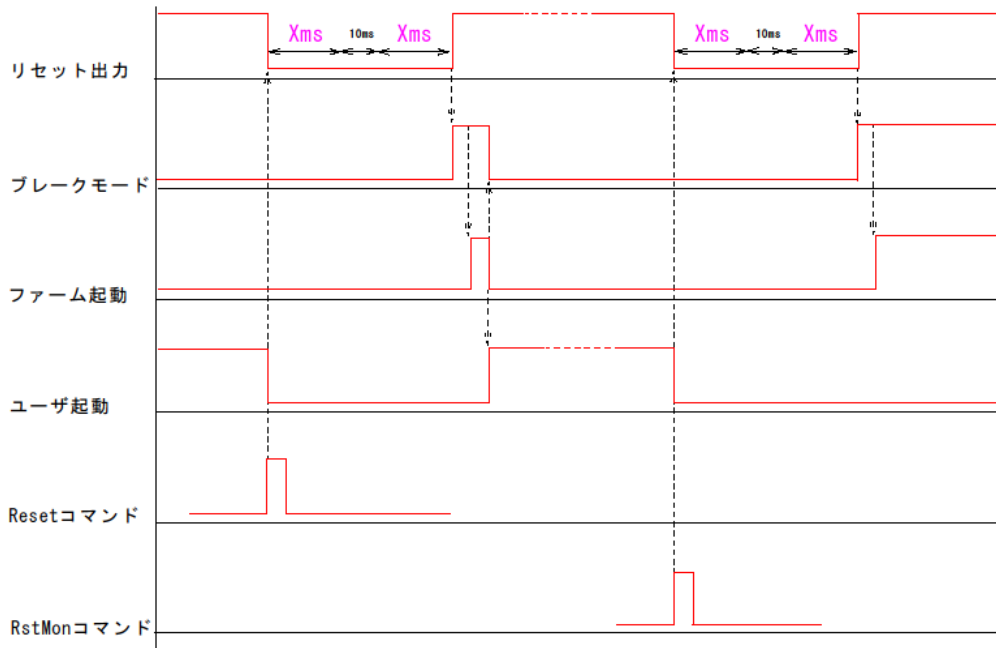 Xms 10ms Xms Xms 10ms Xms
リセット出力
ブレークモード
ファーム起動
ユーザ起動
Resetコマンド
RstMonコマンド